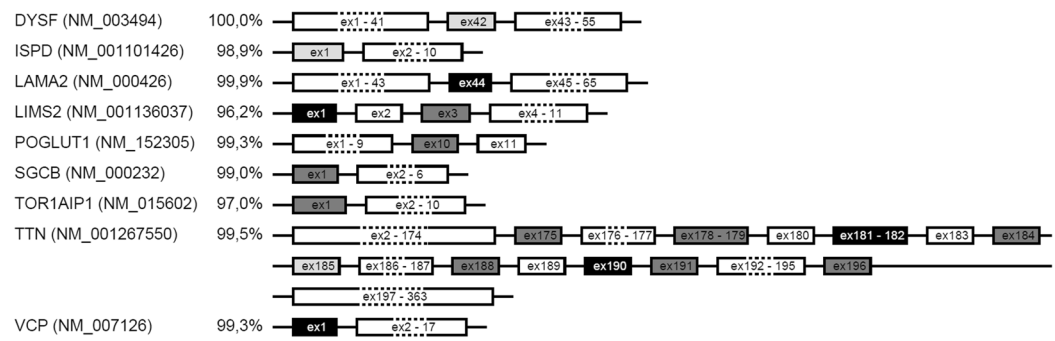 DYSF (NM_003494) 100,0% ex1 - 41 ex42 ex43 - 55
ISPD (NM_001101426) 98,9% ex1 ex2 - 10
LAMA2 (NM_000426) 99,9% ex1 - 43 ex44 ex45 - 65
LIMS2 (NM_001136037) 96,2% ex1 ex2 ex3 ex4 - 11
POGLUT1 (NM_152305) 99,3% ex1 - 9 ex10 ex11
SGCB (NM_000232) 99,0% ex1 ex2 - 6
TOR1AIP1 (NM_015602) 97,0% ex1 ex2 - 10
TTN (NM_001267550) 99,5% ex2 - 174 ex175 ex176 - 177 ex178 - 179 ex180 ex181 - 182 ex183 ex184
ex185 ex186 - 187 ex188 ex189 ex190 ex191 ex192 - 195 ex196
ex197 - 363
VCP (NM_007126) 99,3% ex1 ex2 - 17